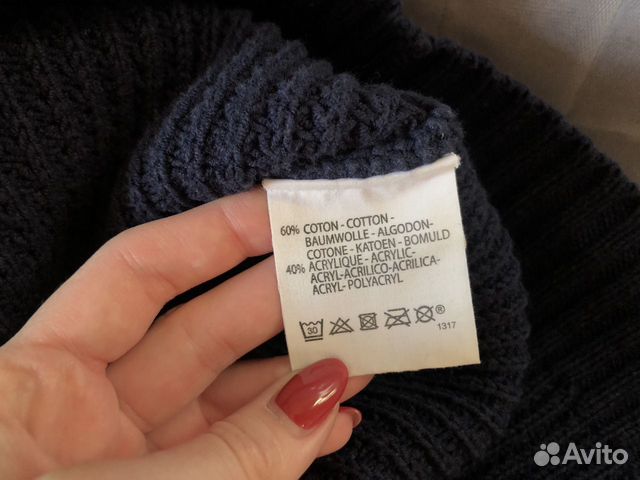 60% COTON - COTTON -
BAUMWOLLE - ALGODON-
COTONE - KATOEN - BOMULD
40% ACRYLIQUE - ACRYLIC-
ACRYL-ACRILICO-ACRILICA-
ACRYL- POLYACRYL
30 ®
1317
Avito